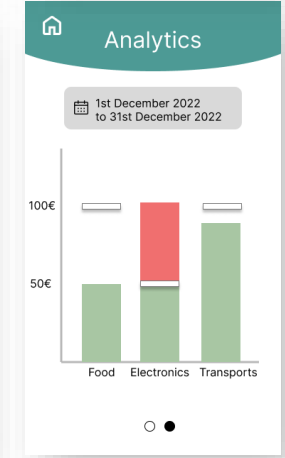 Analytics
1st December 2022
to 31st December 2022
100€
50€
Food Electronics Transports